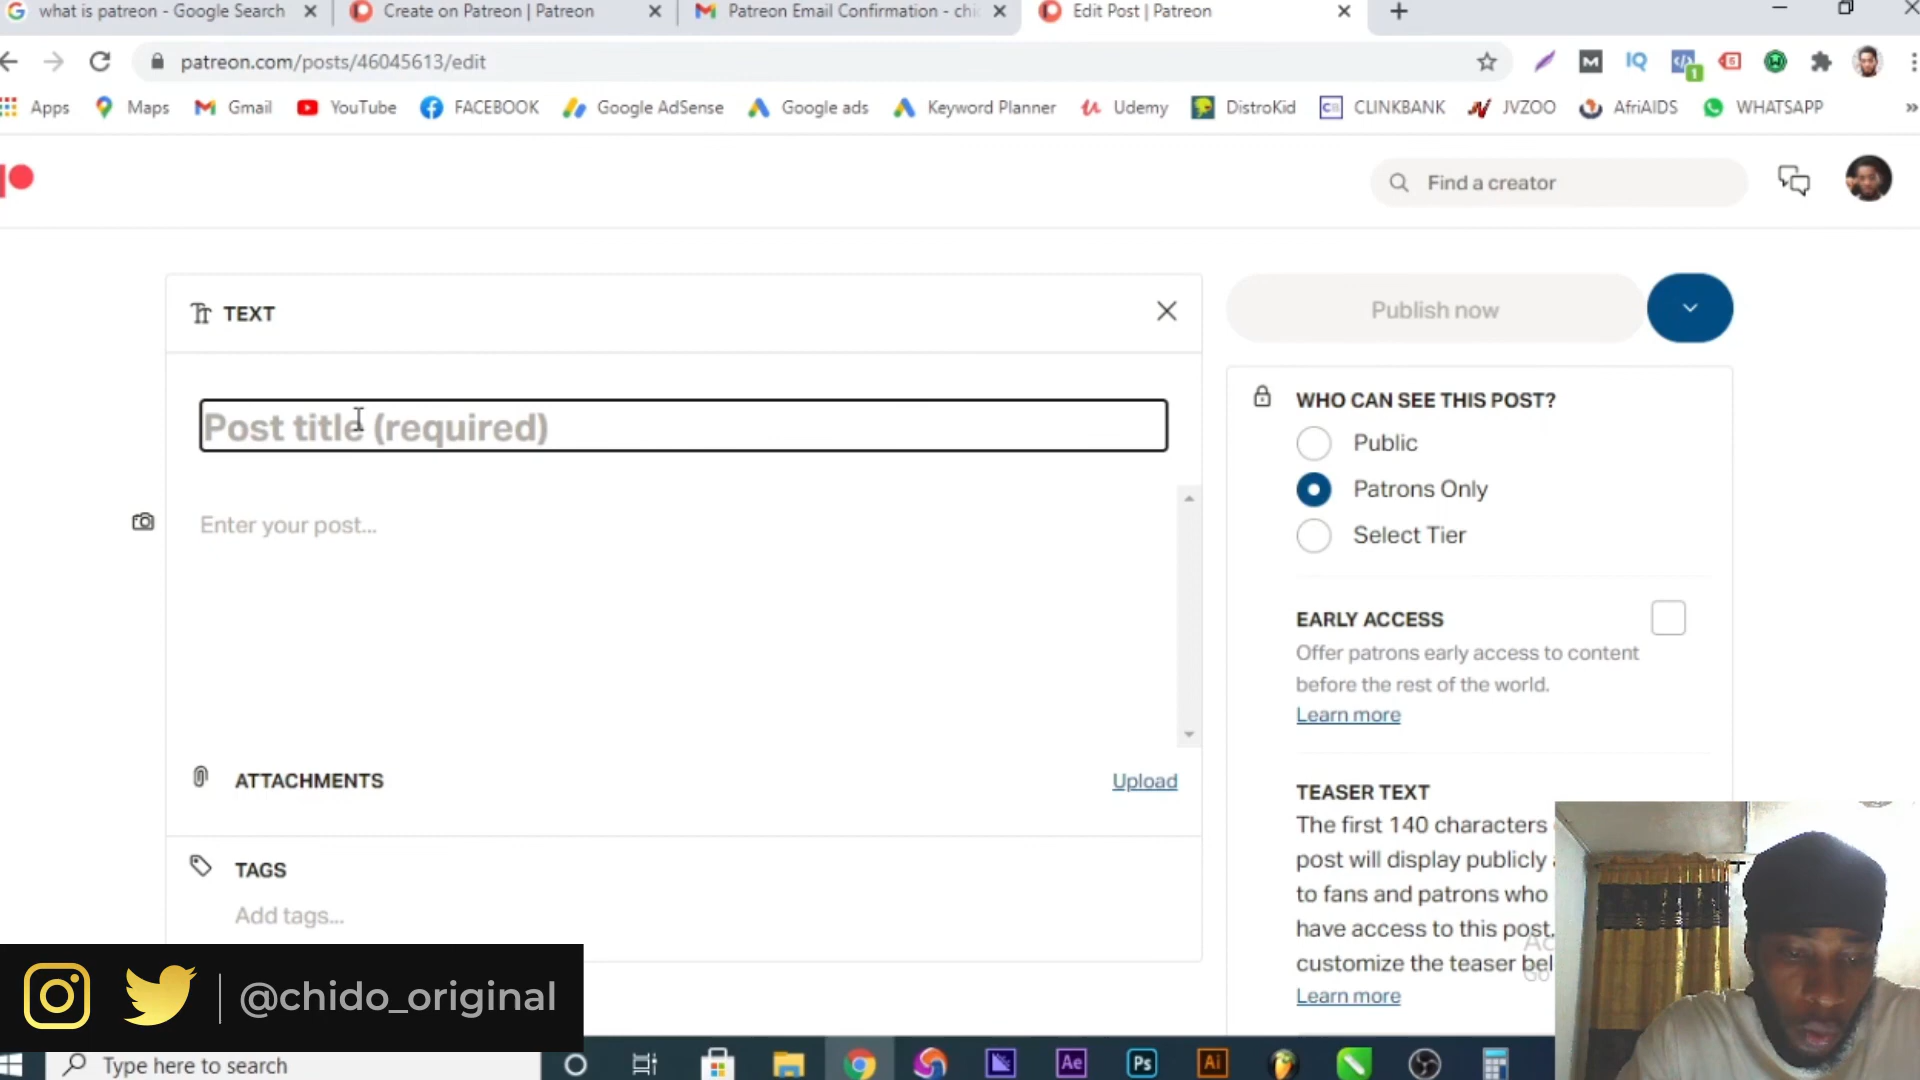 what is patreon - Google Search
Create on Patreon | Patreon
Patreon Email Confirmation - chi
Edit Post | Patreon
patreon.com/posts/46045613/edit
Apps
Maps
Gmail
YouTube
FACEBOOK
Google AdSense
Google ads
Keyword Planner
Udemy
DistroKid
CLINKBANK
JVZOO
AfriAIDS
WHATSAPP
»
Find a creator
TEXT
Publish now
Post title (required)
Enter your post...
WHO CAN SEE THIS POST?
Public
Patrons Only
Select Tier
EARLY ACCESS
Offer patrons early access to content
before the rest of the world.
Learn more
ATTACHMENTS
Upload
TEASER TEXT
The first 140 characters
post will display publicly
to fans and patrons who
have access to this post.
customize the teaser bel
Learn more
TAGS
Add tags...
@chido_original
Type here to search
Ae
Ps
Ai